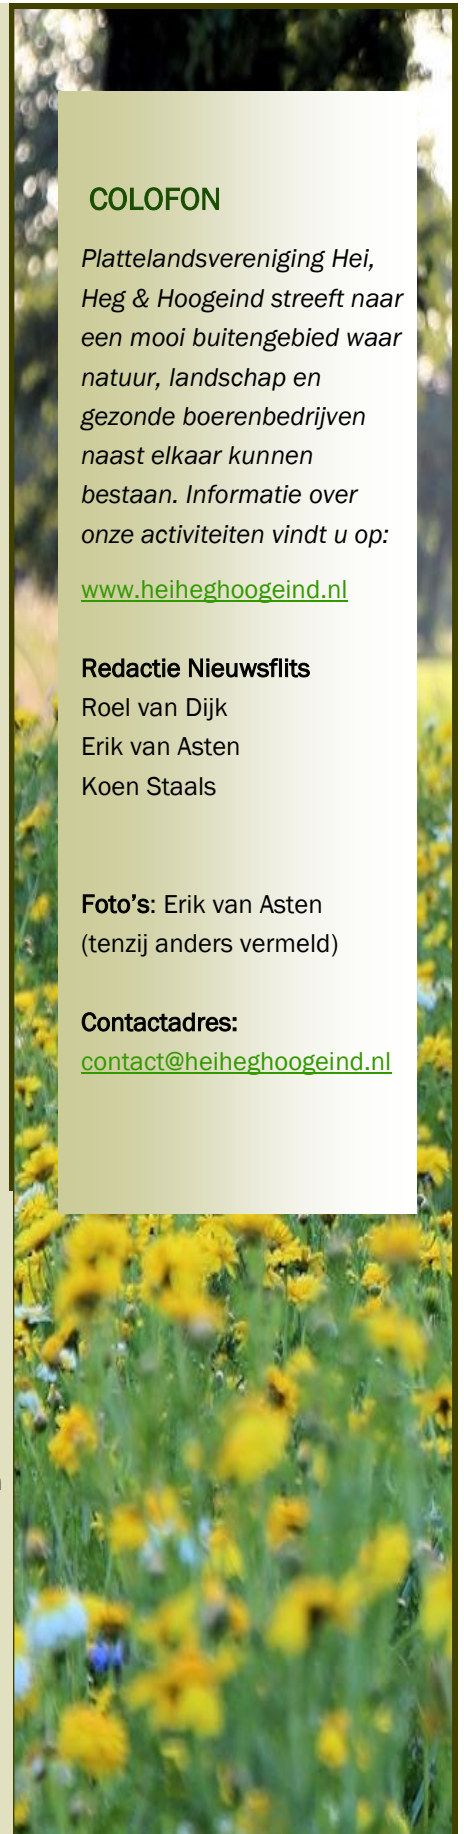 COLOFON
Plattelandsvereniging Hei,
Heg & Hoogeind streeft naar
een mooi buitengebied waar
natuur, landschap en
gezonde boerenbedrijven
naast elkaar kunnen
bestaan. Informatie over
onze activiteiten vindt u op:
www.heiheghoogeind.nl
Redactie Nieuwsflits
Roel van Dijk
Erik van Asten
Koen Staals
Foto's: Erik van Asten
(tenzij anders vermeld)
Contactadres:
contact@heiheghoogeind.nl